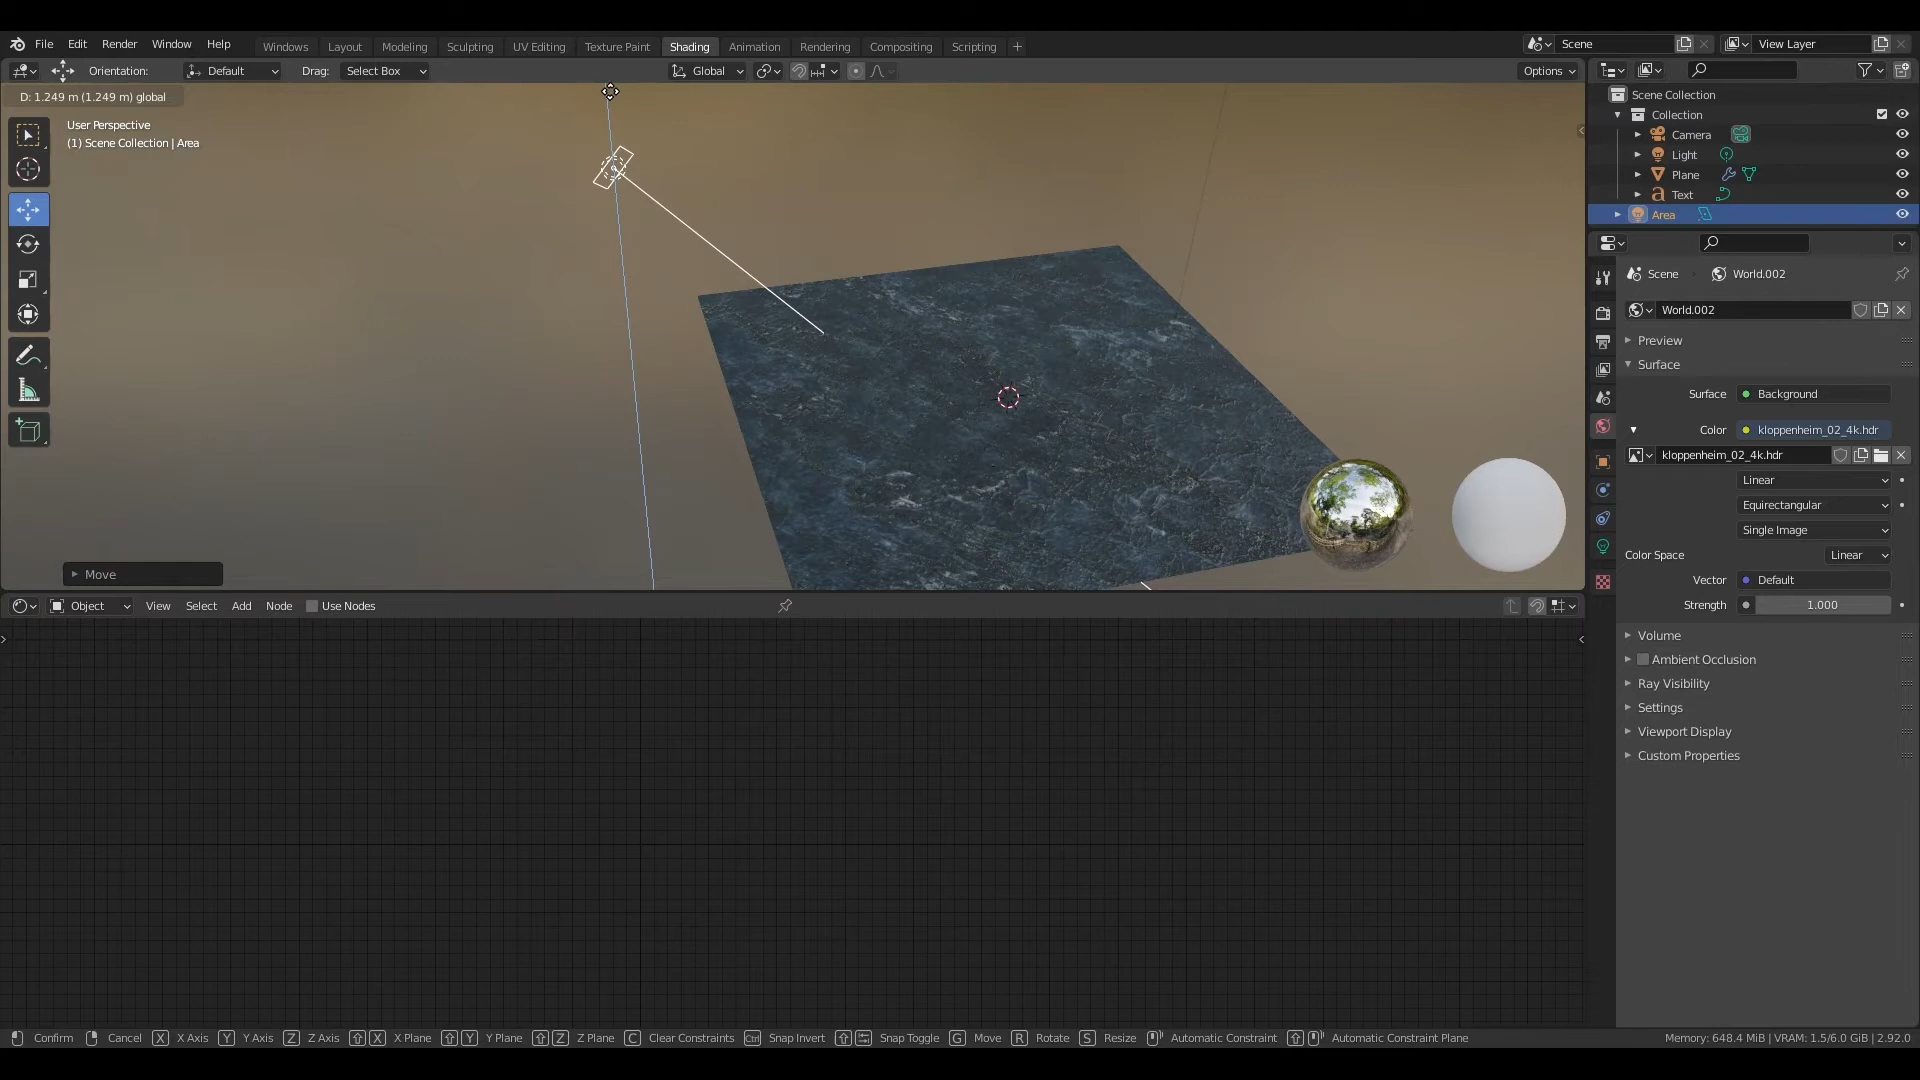 File Edit Render Window Help Windows Layout Modeling Sculpting UV Editing Texture Paint Shading Animation Rendering Compositing Scripting + Scene View Layer
Orientation: Default Drag: Select Box Global Options
D: 1.249 m (1.249 m) global
User Perspective
(1) Scene Collection | Area
Move
Object View Select Add Node Use Nodes
Scene Collection
Collection
Camera
Light
Plane
Text
Area
Scene World.002
World.002
Preview
Surface
Surface Background
Color kloppenheim_02_4k.hdr
kloppenheim_02_4k.hdr
Linear
Equirectangular
Single Image
Color Space Linear
Vector Default
Strength 1.000
Volume
Ambient Occlusion
Ray Visibility
Settings
Viewport Display
Custom Properties
Confirm Cancel X X Axis Y Y Axis Z Z Axis X X Plane Y Y Plane Z Z Plane C Clear Constraints Ctrl Snap Invert Snap Toggle G Move R Rotate S Resize Automatic Constraint Automatic Constraint Plane Memory: 648.4 MiB | VRAM: 1.5/6.0 GiB | 2.92.0